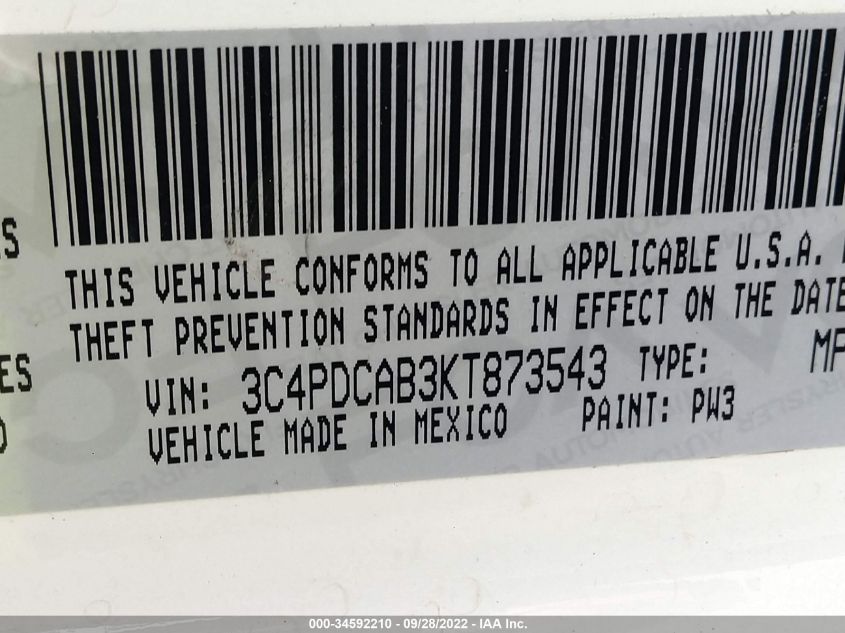 THIS VEHICLE CONFORMS TO ALL APPLICABLE U.S.A.
THEFT PREVENTION STANDARDS IN EFFECT ON THE DATE
VIN: 3C4PDCAB3KT873543 TYPE: MP
VEHICLE MADE IN MEXICO PAINT: PW3
000-34592210 - 09/28/2022 - IAA Inc.